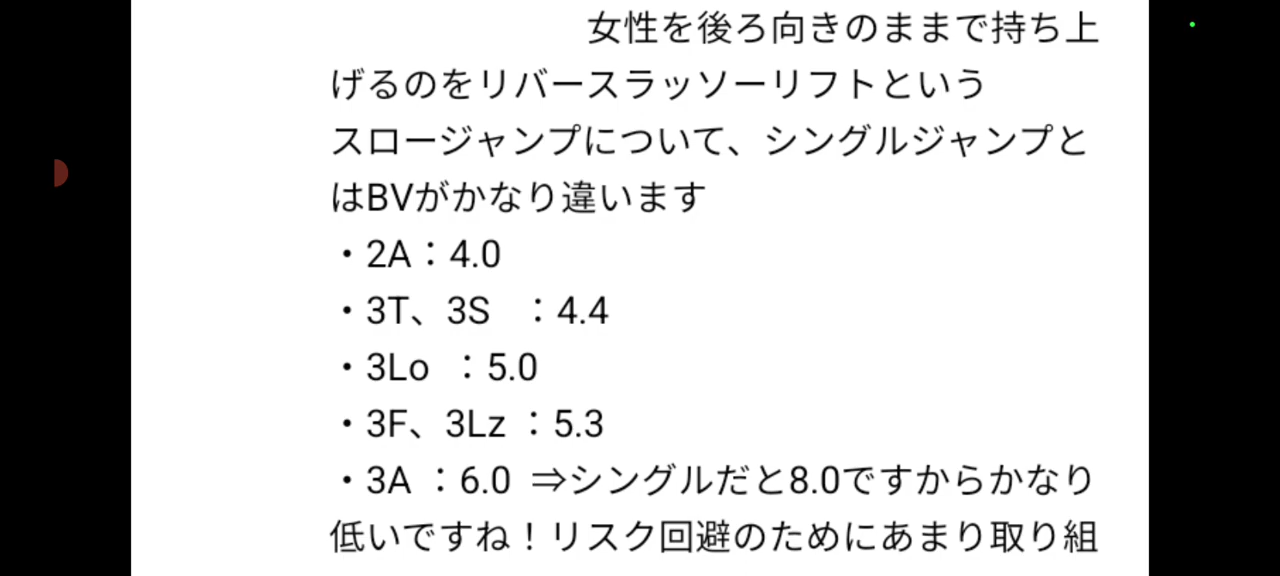 女性を後ろ向きのままで持ち上
げるのをリバースラッソーリフトという
スロージャンプについて、シングルジャンプと
はBVがかなり違います
・2A:4.0
・3T、3S :4.4
・3Lo :5.0
・3F、3Lz:5.3
・3A :6.0 ⇒シングルだと8.0ですからかなり
低いですね!リスク回避のためにあまり取り組